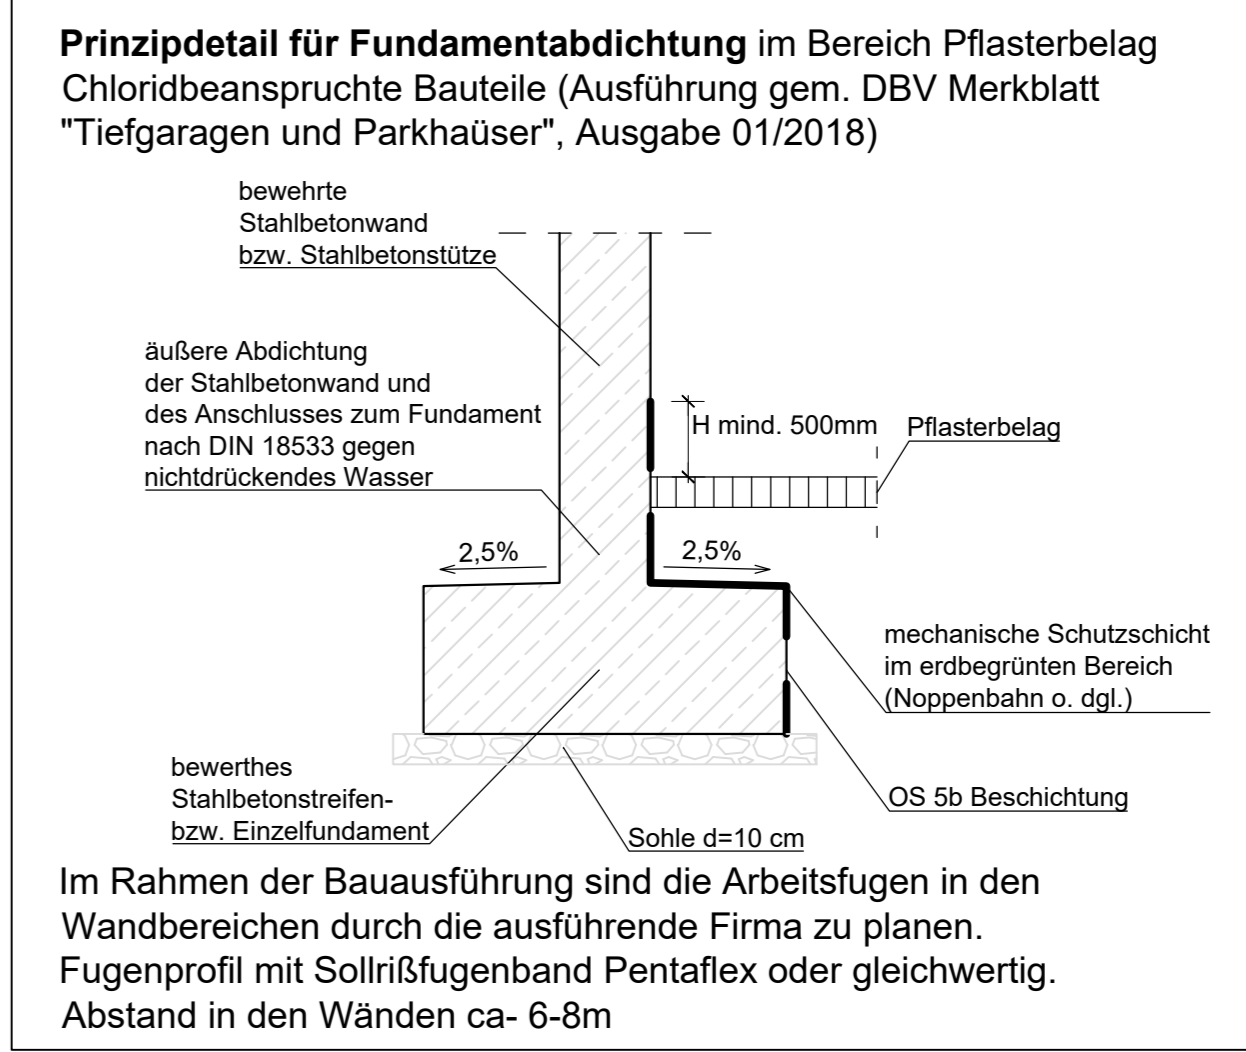 Prinzipdetail für Fundamentabdichtung im Bereich Pflasterbelag
Chloridbeanspruchte Bauteile (Ausführung gem. DBV Merkblatt
"Tiefgaragen und Parkhaüser", Ausgabe 01/2018)
bewehrte
Stahlbetonwand
bzw. Stahlbetonstütze
äußere Abdichtung
der Stahlbetonwand und
des Anschlusses zum Fundament
nach DIN 18533 gegen
nichtdrückendes Wasser
H mind. 500mm
Pflasterbelag
2,5%
2,5%
mechanische Schutzschicht
im erdbegrünten Bereich
(Noppenbahn o. dgl.)
bewerthes
Stahlbetonstreifen-
bzw. Einzelfundament
OS 5b Beschichtung
Sohle d=10 cm
Im Rahmen der Bauausführung sind die Arbeitsfugen in den
Wandbereichen durch die ausführende Firma zu planen.
Fugenprofil mit Sollrißfugenband Pentaflex oder gleichwertig.
Abstand in den Wänden ca- 6-8m